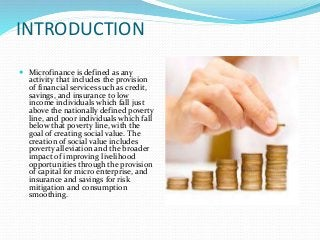 INTRODUCTION
Microfinance is defined as any
activity that includes the provision
of financial services such as credit,
savings, and insurance to low
income individuals which fall just
above the nationally defined poverty
line, and poor individuals which fall
below that poverty line, with the
goal of creating social value. The
creation of social value includes
poverty alleviation and the broader
impact of improving livelihood
opportunities through the provision
of capital for micro enterprise, and
insurance and savings for risk
mitigation and consumption
smoothing.